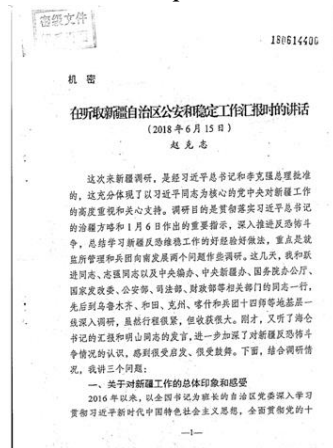 密级文件
180614400
机 密
在听取新疆自治区公安和稳定工作汇报时的讲话
(2018年6月15日)
赵克志
这次来新疆调研，是经习近平总书记和李克强总理批准
的，这充分体现了以习近平同志为核心的党中央对新疆工作
的高度重视和关心支持。调研目的是贯彻落实习近平总书记
的治疆方略和1月6日作出的重要指示，深入推进反恐怖斗
争，总结学习新疆反恐维稳工作的好经验好做法，重点是就
监所管理和兵团向南发展两个问题作些调研。这几天，我和跃
进同志、志强同志以及中央编办、中央新疆办、国务院办公厅、
国家发改委、公安部、司法部、财政部等相关部门的同志一行，
先后到乌鲁木齐、和田、克州、喀什和兵团十四师等地基层一
线深入调研，虽然行程很紧，但收获很大。刚才，又听了海仑
书记的汇报和明山同志的发言，进一步加深了对新疆反恐怖斗
争情况的认识，感到很受启发、很受鼓舞。下面，结合调研情
况，我讲三个问题：
一、关于对新疆工作的总体印象和感受
2016年以来，以全国书记为班长的自治区党委深入学习
贯彻习近平新时代中国特色社会主义思想，全面贯彻党的十
—1—